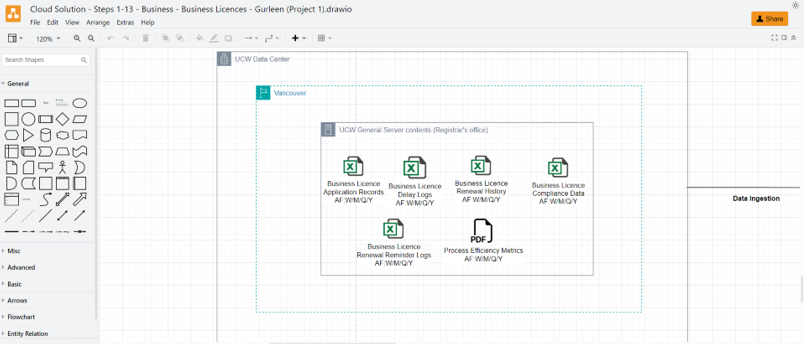 Cloud Solution - Steps 1-13 - Business - Business Licences - Gurleen (Project 1).drawio
File Edit View Arrange Extras Help
Share
120%
Search Shapes
General
Misc
Advanced
Basic
Arrows
Flowchart
Entity Relation
UCW Data Center
Vancouver
UCW General Server contents (Registrar's office)
Business Licence
Application Records
AF:W/M/Q/Y
Business Licence
Delay Logs
AF:W/M/Q/Y
Business Licence
Renewal History
AF:W/M/Q/Y
Business Licence
Compliance Data
AF:W/M/Q/Y
Business Licence
Renewal Remindor Logs
AF:W/M/Q/Y
PDF
Process Efficiency Metrics
AF:W/M/Q/Y
Data Ingestion